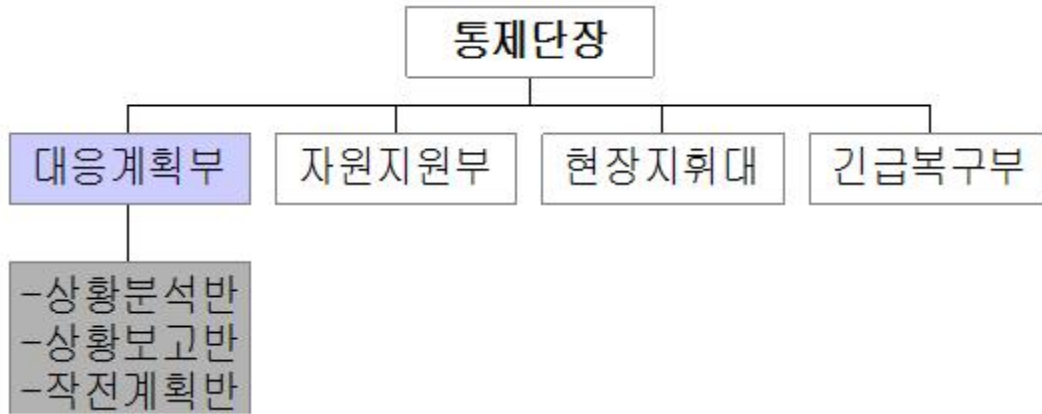 통제단장
대응계획부
자원지원부
현장지휘대
긴급복구부
-상황분석반
-상황보고반
-작전계획반